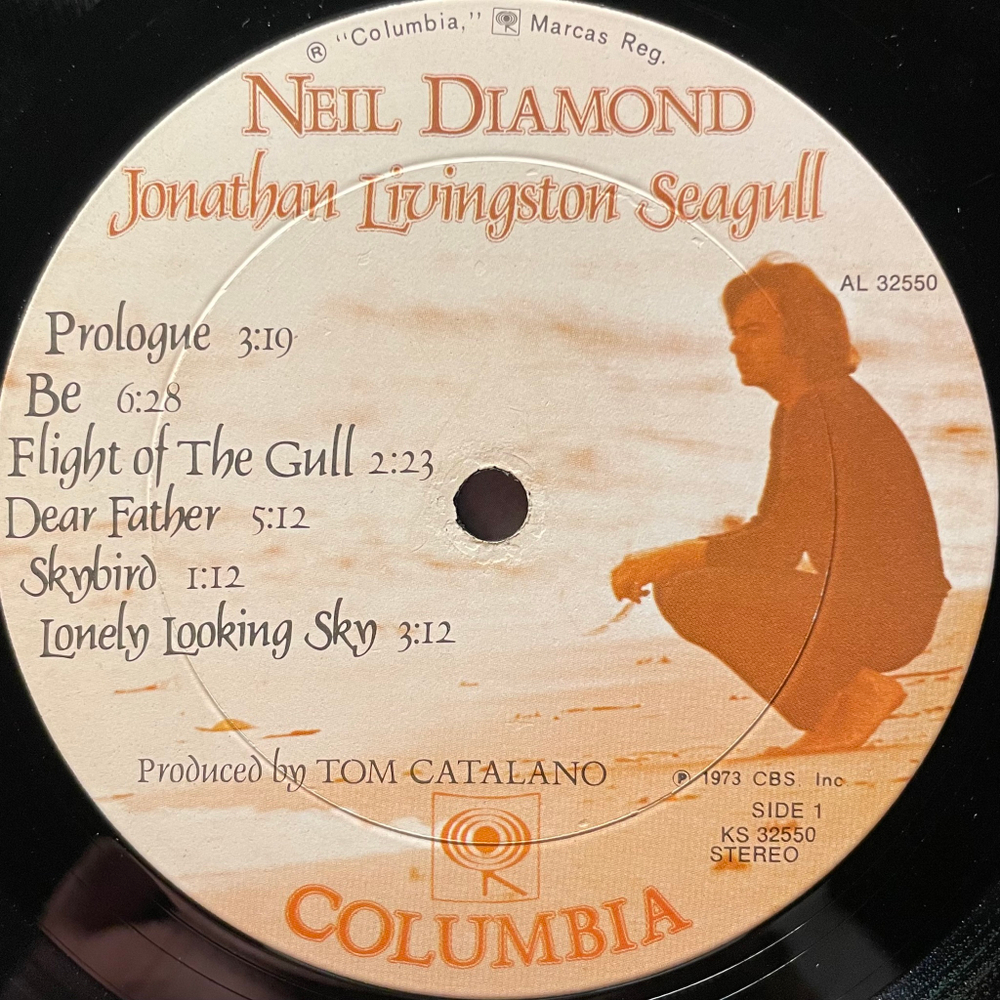 ® "Columbia," Marcas Reg.
NEIL DIAMOND
Jonathan Livingston Seagull
AL 32550
Prologue 3:19
Be 6:28
Flight of The Gull 2:23
Dear Father 5:12
Skybird 1:12
Lonely Looking Sky 3:12
Produced by TOM CATALANO
℗ 1973 CBS, Inc
SIDE 1
KS 32550
STEREO
COLUMBIA